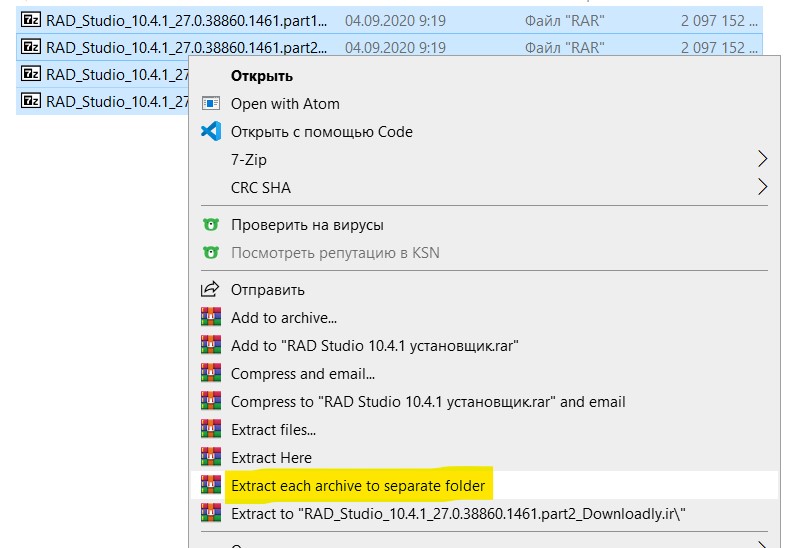 RAD_Studio_10.4.1_27.0.38860.1461.part1... 04.09.2020 9:19 Файл "RAR" 2 097 152 ...
RAD_Studio_10.4.1_27.0.38860.1461.part2... 04.09.2020 9:19 Файл "RAR" 2 097 152 ...
RAD_Studio_10.4.1_27
RAD_Studio_10.4.1_27
Открыть
Open with Atom
Открыть с помощью Code
7-Zip
CRC SHA
Проверить на вирусы
Посмотреть репутацию в KSN
Отправить
Add to archive...
Add to "RAD Studio 10.4.1 установщик.rar"
Compress and email...
Compress to "RAD Studio 10.4.1 установщик.rar" and email
Extract files...
Extract Here
Extract each archive to separate folder
Extract to "RAD_Studio_10.4.1_27.0.38860.1461.part2_Downloadly.ir\"